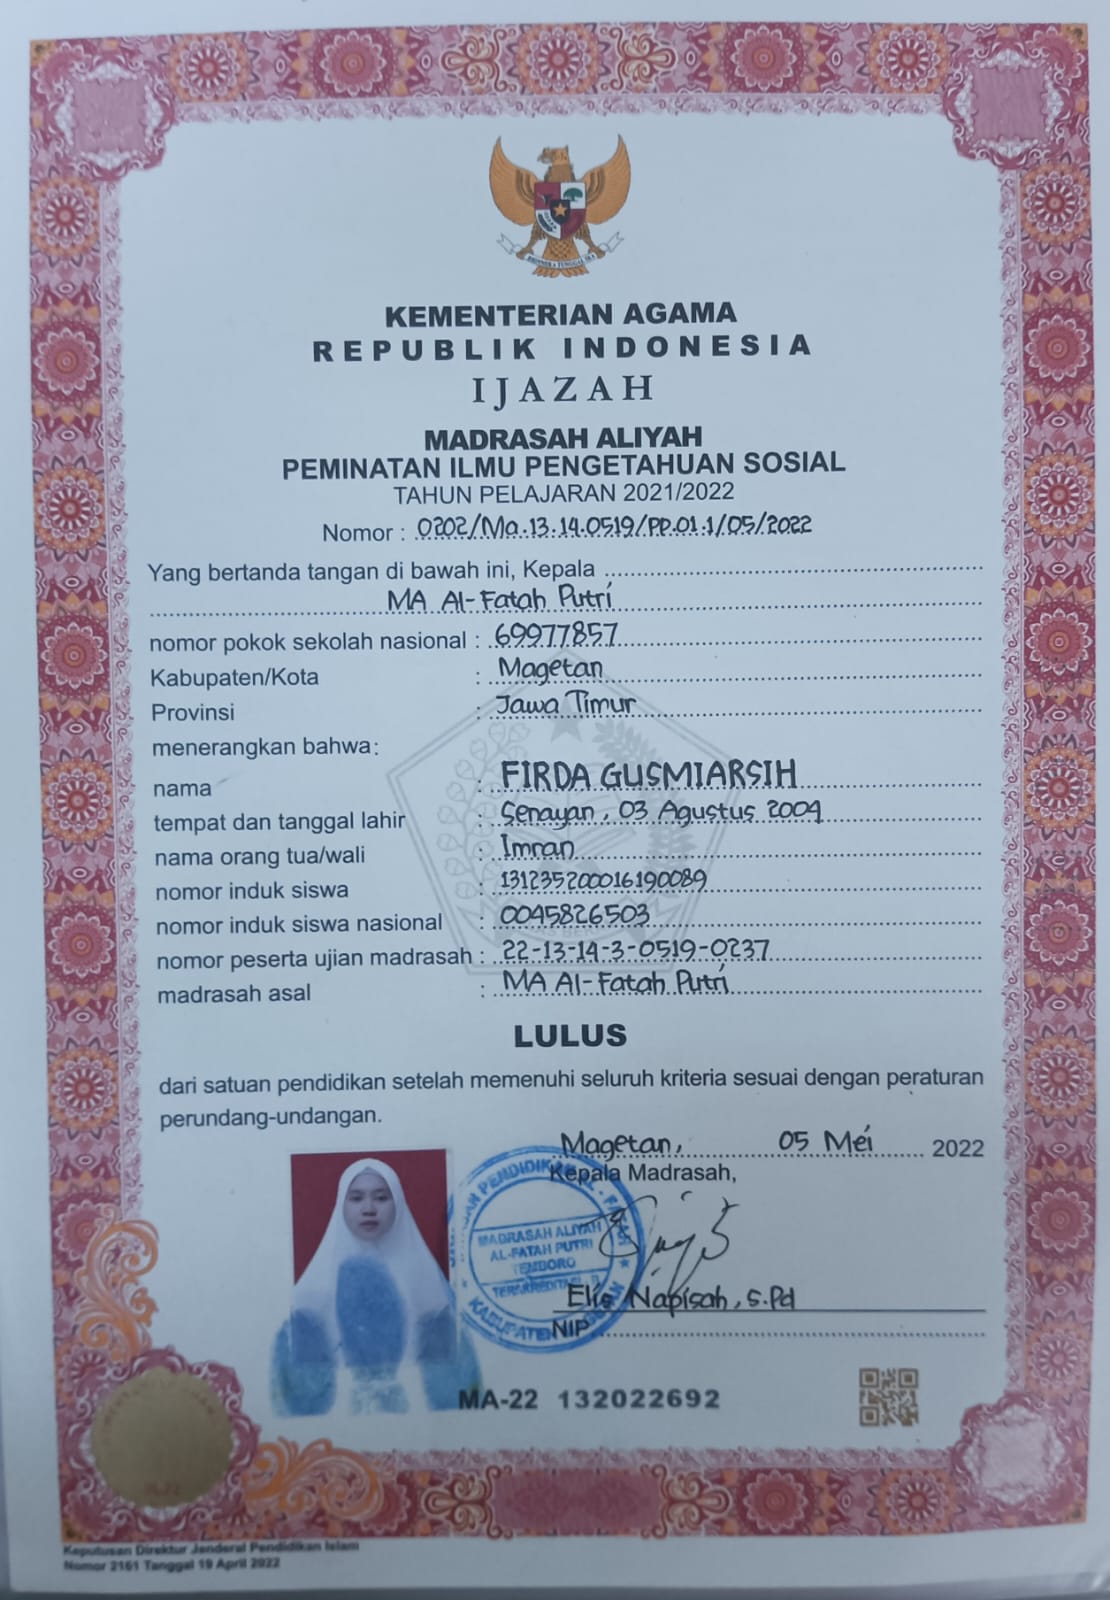 KEMENTERIAN AGAMA
REPUBLIK INDONESIA
IJAZAH
MADRASAH ALIYAH
PEMINATAN ILMU PENGETAHUAN SOSIAL
TAHUN PELAJARAN 2021/2022
Nomor : 0202/Ma.13.14.0519/PP.01.1/05/2022
Yang bertanda tangan di bawah ini, Kepala
MA Al-Fatah Putri
nomor pokok sekolah nasional : 69977857
Kabupaten/Kota : Magetan
Provinsi : Jawa Timur
menerangkan bahwa:
nama : FIRDA GUSMIARSIH
tempat dan tanggal lahir : Senayan, 03 Agustus 2004
nama orang tua/wali : Imran
nomor induk siswa : 131235200016190089
nomor induk siswa nasional : 0045826503
nomor peserta ujian madrasah : 22-13-14-3-0519-0237
madrasah asal : MA Al-Fatah Putri
LULUS
dari satuan pendidikan setelah memenuhi seluruh kriteria sesuai dengan peraturan
perundang-undangan.
Magetan, 05 Mei 2022
Kepala Madrasah,
MADRASAH ALIYAH
AL-FATAH PUTRI
TEMBORO
Elis Napisah, S.Pd
NIP
MA-22 132022692
Keputusan Direktur Jenderal Pendidikan Islam
Nomor 2161 Tanggal 19 April 2022